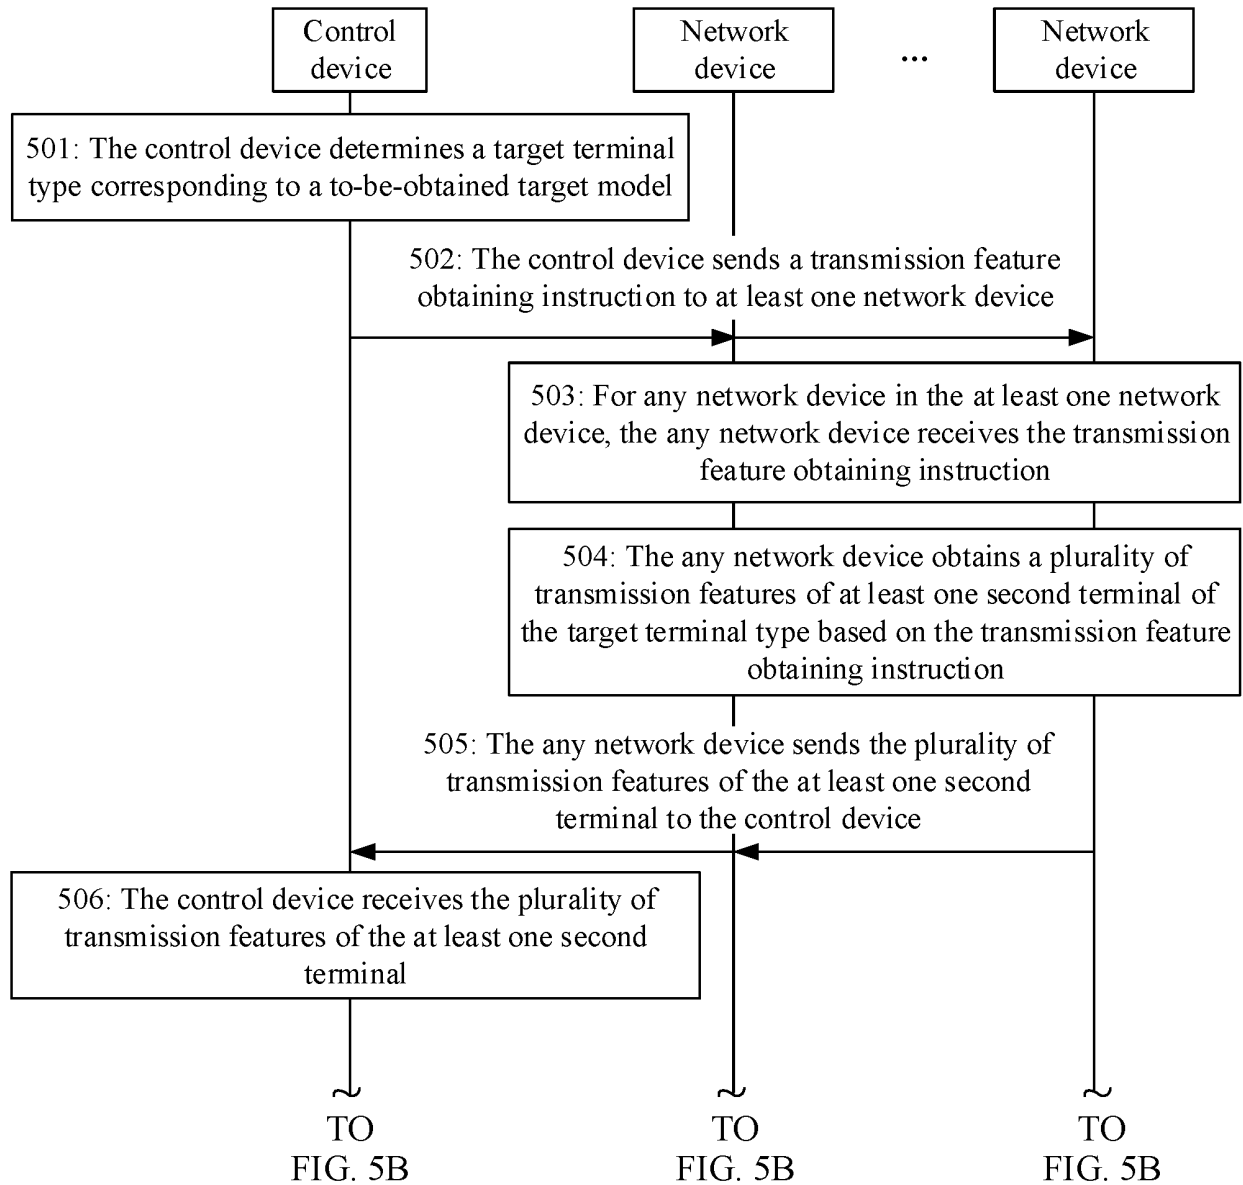 Control
device
Network
device
...
Network
device
501: The control device determines a target terminal
type corresponding to a to-be-obtained target model
502: The control device sends a transmission feature
obtaining instruction to at least one network device
503: For any network device in the at least one network
device, the any network device receives the transmission
feature obtaining instruction
504: The any network device obtains a plurality of
transmission features of at least one second terminal of
the target terminal type based on the transmission feature
obtaining instruction
505: The any network device sends the plurality of
transmission features of the at least one second
terminal to the control device
506: The control device receives the plurality of
transmission features of the at least one second
terminal
TO
FIG. 5B
TO
FIG. 5B
TO
FIG. 5B